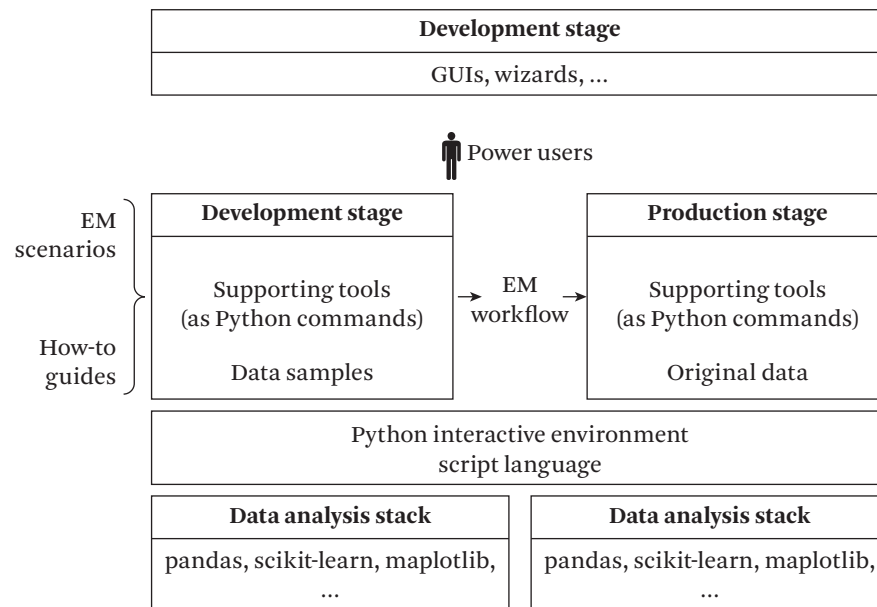 Development stage
GUIs, wizards, ...
Power users
EM
scenarios
How-to
guides
Development stage
Supporting tools
(as Python commands)
Data samples
EM
workflow
Production stage
Supporting tools
(as Python commands)
Original data
Python interactive environment
script language
Data analysis stack
pandas, scikit-learn, maplotlib,
...
Data analysis stack
pandas, scikit-learn, maplotlib,
...